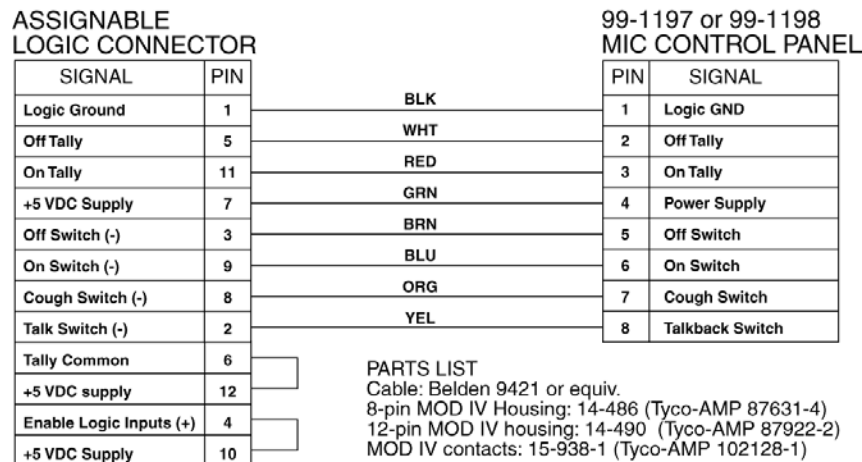 ASSIGNABLE
LOGIC CONNECTOR
SIGNAL PIN
Logic Ground 1
Off Tally 5
On Tally 11
+5 VDC Supply 7
Off Switch (-) 3
On Switch (-) 9
Cough Switch (-) 8
Talk Switch (-) 2
Tally Common 6
+5 VDC supply 12
Enable Logic Inputs (+) 4
+5 VDC Supply 10
BLK
WHT
RED
GRN
BRN
BLU
ORG
YEL
99-1197 or 99-1198
MIC CONTROL PANEL
PIN SIGNAL
1 Logic GND
2 Off Tally
3 On Tally
4 Power Supply
5 Off Switch
6 On Switch
7 Cough Switch
8 Talkback Switch
PARTS LIST
Cable: Belden 9421 or equiv.
8-pin MOD IV Housing: 14-486 (Tyco-AMP 87631-4)
12-pin MOD IV housing: 14-490 (Tyco-AMP 87922-2)
MOD IV contacts: 15-938-1 (Tyco-AMP 102128-1)